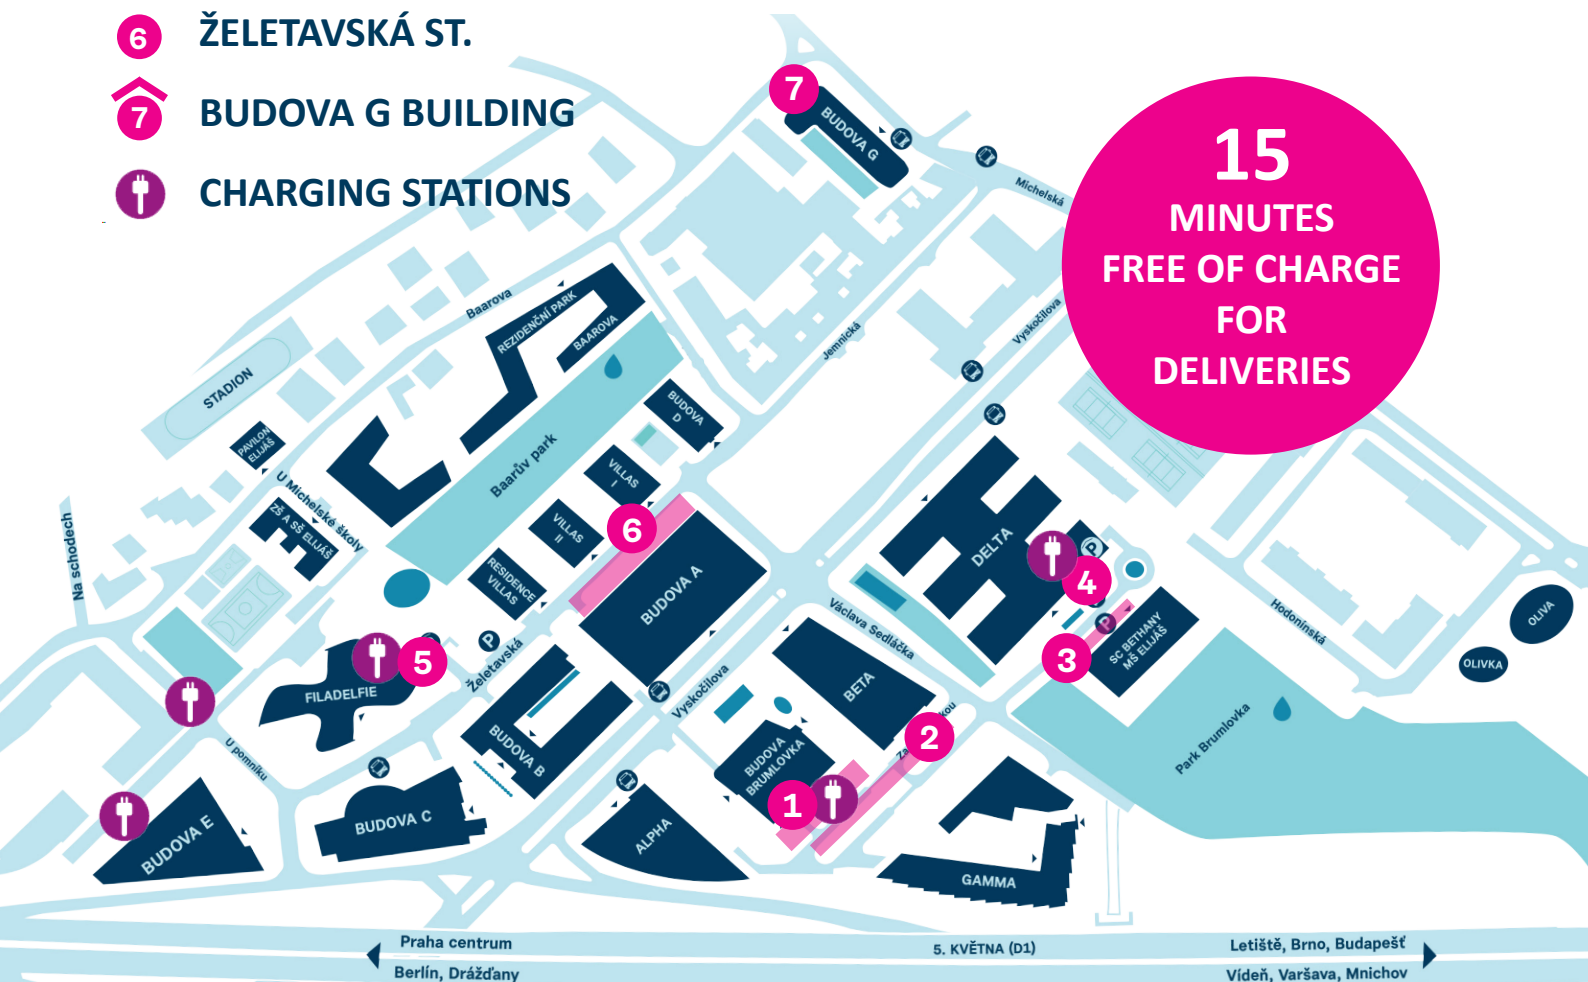 6 ŽELETAVSKÁ ST.
7 BUDOVA G BUILDING
CHARGING STATIONS
15
MINUTES
FREE OF CHARGE
FOR
DELIVERIES
7
BUDOVA G
Michelská
Baarova
REZIDENČNÍ PARK
BAAROVA
Jemnická
Vyskočilova
STADION
PAVILON
ELIJÁŠ
U Michelské školy
ZŠ A SŠ ELIJÁŠ
Na schodech
Baarův park
BUDOVA
D
VILLAS
I
VILLAS
II
RESIDENCE
VILLAS
6
BUDOVA A
DELTA
P
4
Václava Sedláčka
P
3
SC BETHANY
MŠ ELIJÁŠ
Hodonínská
OLIVA
OLIVKA
5
P
Želetavská
FILADELFIE
BUDOVA B
Vyskočilova
BETA
2
BUDOVA
BRUMLOVKA
1
Park Brumlovka
U pomníku
BUDOVA E
BUDOVA C
ALPHA
GAMMA
Praha centrum
5. KVĚTNA (D1)
Letiště, Brno, Budapešť
Berlín, Drážďany
Vídeň, Varšava, Mnichov